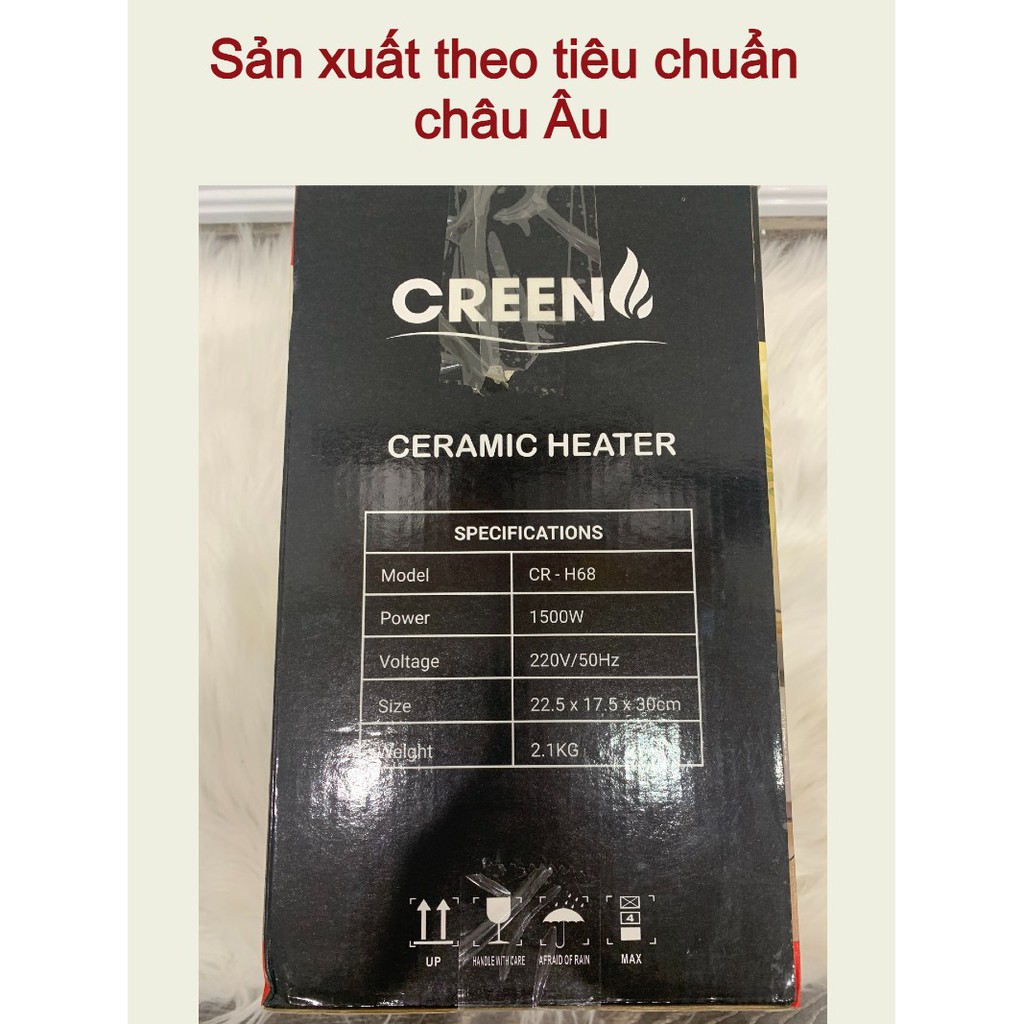 Sản xuất theo tiêu chuẩn
châu Âu
CREEN
CERAMIC HEATER
SPECIFICATIONS
Model CR - H68
Power 1500W
Voltage 220V/50Hz
Size 22.5 x 17.5 x 30cm
Weight 2.1KG
4
UP HANDLE WITH CARE AFRAID OF RAIN MAX